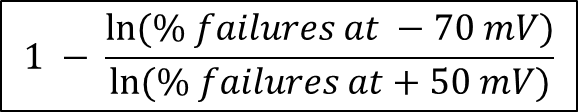 1 − ln(% failures at − 70 mV)
ln(% failures at + 50 mV)